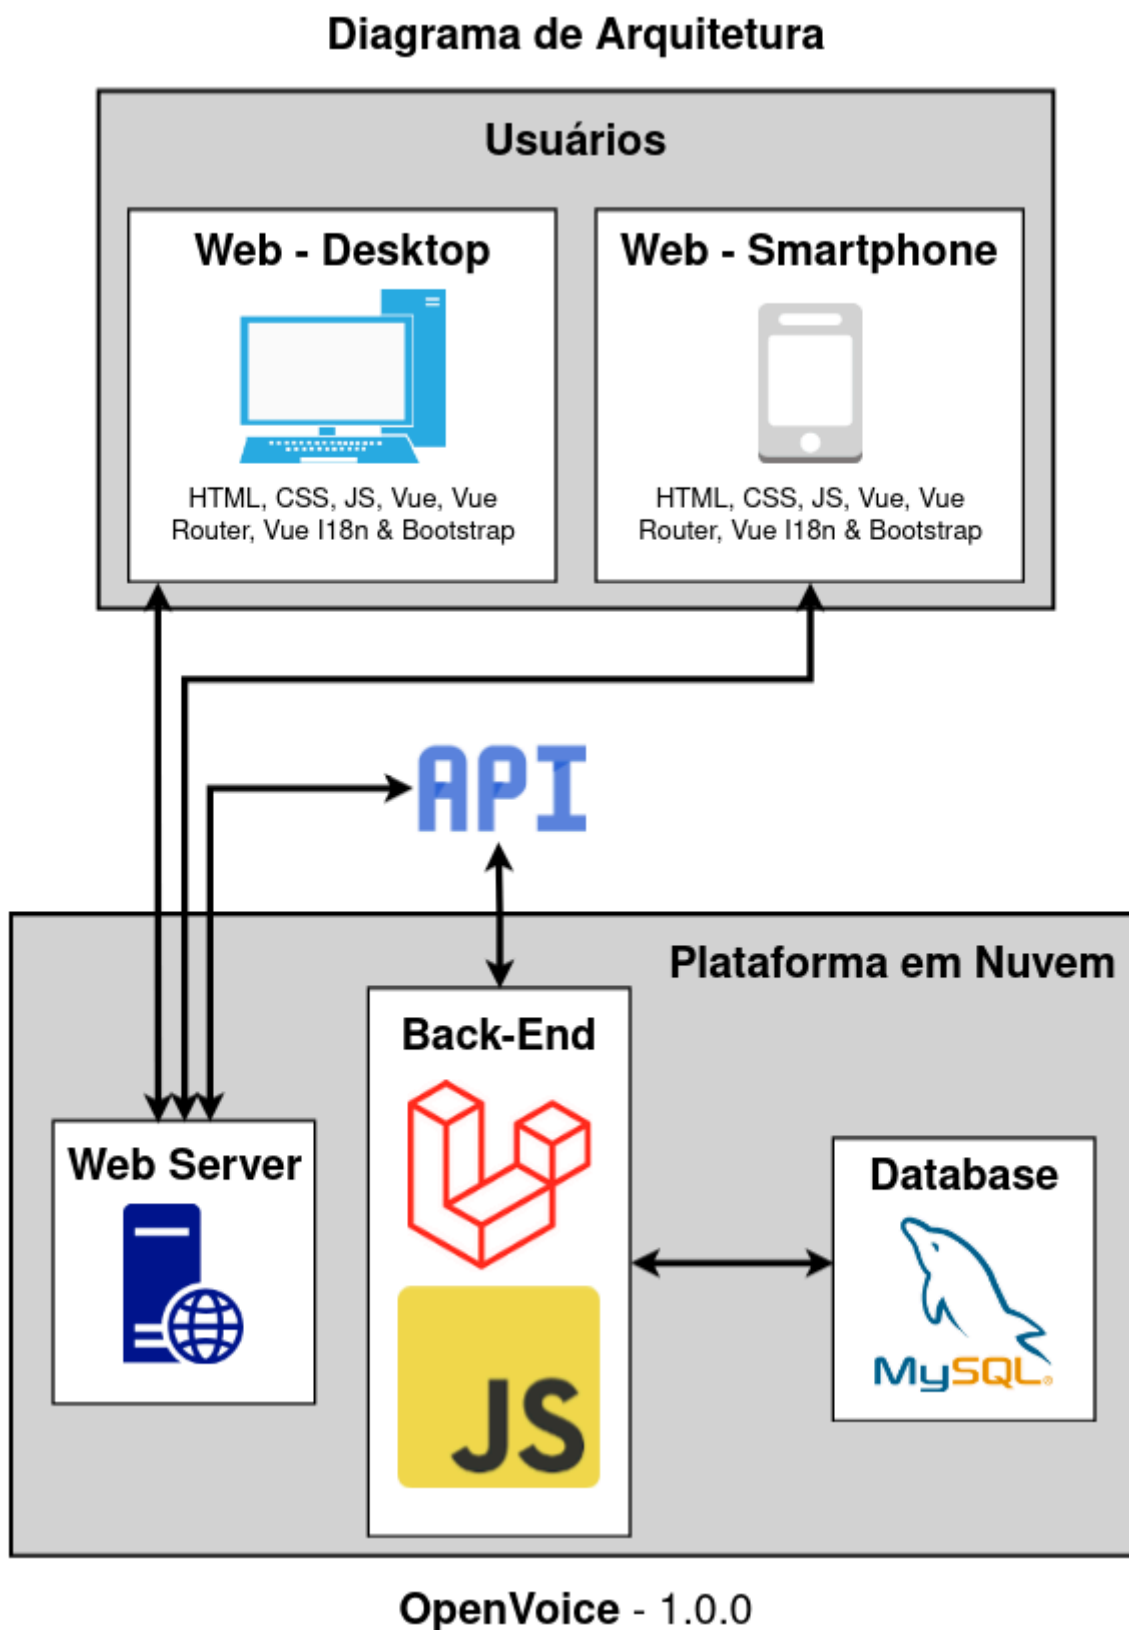 Diagrama de Arquitetura
Usuários
Web - Desktop
HTML, CSS, JS, Vue, Vue
Router, Vue I18n & Bootstrap
Web - Smartphone
HTML, CSS, JS, Vue, Vue
Router, Vue I18n & Bootstrap
API
Plataforma em Nuvem
Back-End
JS
Web Server
Database
MySQL®
OpenVoice - 1.0.0